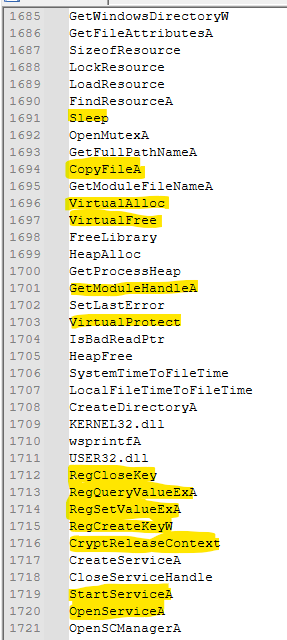 1685 GetWindowsDirectoryW
1686 GetFileAttributesA
1687 SizeofResource
1688 LockResource
1689 LoadResource
1690 FindResourceA
1691 Sleep
1692 OpenMutexA
1693 GetFullPathNameA
1694 CopyFileA
1695 GetModuleFileNameA
1696 VirtualAlloc
1697 VirtualFree
1698 FreeLibrary
1699 HeapAlloc
1700 GetProcessHeap
1701 GetModuleHandleA
1702 SetLastError
1703 VirtualProtect
1704 IsBadReadPtr
1705 HeapFree
1706 SystemTimeToFileTime
1707 LocalFileTimeToFileTime
1708 CreateDirectoryA
1709 KERNEL32.dll
1710 wsprintfA
1711 USER32.dll
1712 RegCloseKey
1713 RegQueryValueExA
1714 RegSetValueExA
1715 RegCreateKeyW
1716 CryptReleaseContext
1717 CreateServiceA
1718 CloseServiceHandle
1719 StartServiceA
1720 OpenServiceA
1721 OpenSCManagerA